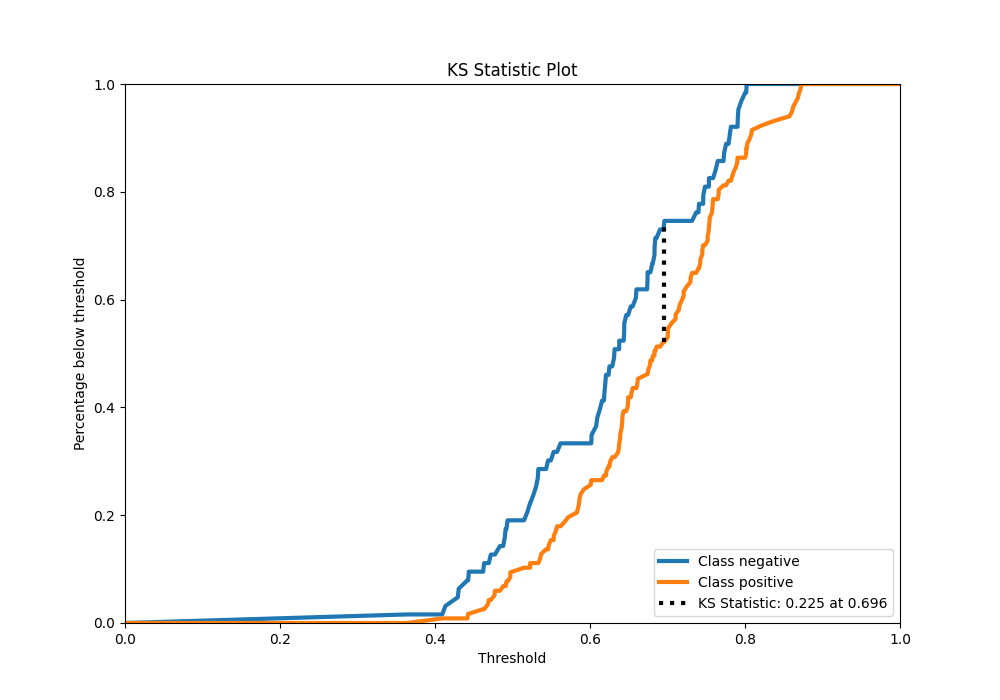 KS Statistic Plot
1.0
0.8
0.6
0.4
0.2
0.0
Percentage below threshold
0.0 0.2 0.4 0.6 0.8 1.0
Threshold
Class negative
Class positive
KS Statistic: 0.225 at 0.696